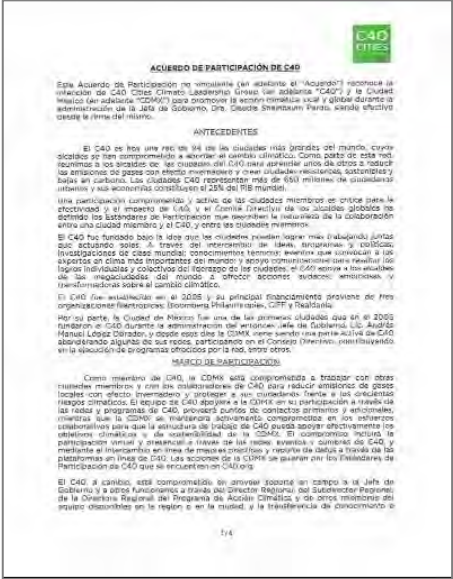 C40
CITIES
ACUERDO DE PARTICIPACIÓN DE C40
Este Acuerdo de Participación no vinculante (en adelante el "Acuerdo") reconoce la
intención de C40 Cities Climate Leadership Group (en adelante "C40") y la Ciudad
México (en adelante "CDMX") para promover la acción climática local y global durante la
administración de la Jefa de Gobierno, Dra. Claudia Sheinbaum Pardo, siendo efectivo
desde la firma del mismo.
ANTECEDENTES
El C40 es hoy una red de 94 de las ciudades más grandes del mundo, cuyos
alcaldes se han comprometido a abordar el cambio climático. Como parte de esta red,
reunimos a los alcaldes de las ciudades del C40 para aprender unos de otros a reducir
las emisiones de gases con efecto invernadero y crear ciudades resilientes, sostenibles y
bajas en carbono. Las ciudades C40 representan más de 650 millones de ciudadanos
urbanos y sus economías constituyen el 25% del PIB mundial.
Una participación comprometida y activa de las ciudades miembros es crítica para la
efectividad y el impacto de C40, y el Comité Directivo de los alcaldes globales ha
definido los Estándares de Participación que describen la naturaleza de la colaboración
entre una ciudad miembro y el C40, y entre las ciudades miembros.
El C40 fue fundado bajo la idea que las ciudades pueden lograr más trabajando juntas
que actuando solas. A través del intercambio de ideas, programas y políticas;
investigaciones de clase mundial; conocimientos técnicos; eventos que convocan a los
expertos en clima más importantes del mundo; y apoyo comunicacional para resaltar los
logros individuales y colectivos del liderazgo de las ciudades, el C40 apoya a los alcaldes
de las megaciudades del mundo a ofrecer acciones audaces, ambiciosas y
transformadoras sobre el cambio climático.
El C40 fue establecido en el 2005 y su principal financiamiento proviene de tres
organizaciones filantrópicas: Bloomberg Philanthropies, CIFF y Realdania.
Por su parte, la Ciudad de México fue una de las primeras ciudades que en el 2005
fundaron el C40 durante la administración del entonces Jefe de Gobierno, Lic. Andrés
Manuel López Obrador, y desde esos días la CDMX viene siendo una parte activa de C40
abanderando algunas de sus redes, participando en el Consejo Directivo, contribuyendo
en la ejecución de programas ofrecidos por la red, entre otros.
MARCO DE PARTICIPACIÓN
Como miembro de C40, la CDMX está comprometida a trabajar con otras
ciudades miembros y con los colaboradores de C40 para reducir emisiones de gases
locales con efecto invernadero y proteger a sus ciudadanos frente a los crecientes
riesgos climáticos. El equipo de C40 apoyará a la CDMX en su participación a través de
las redes y programas de C40, proveerá puntos de contactos primarios y adicionales,
mientras que la CDMX se mantendrá activamente comprometida en los esfuerzos
colaborativos para que la estructura de trabajo de C40 pueda apoyar efectivamente los
objetivos climáticos y de sostenibilidad de la CDMX. El compromiso incluirá la
participación virtual y presencial a través de las redes, eventos y cumbres de C40, y
mediante el intercambio en línea de mejores prácticas y reporte de datos a través de las
plataformas en línea de C40. Las acciones de la CDMX se guiarán por los Estándares de
Participación de C40 que se encuentran en C40.org.
El C40, a cambio, está comprometido en proveer soporte en campo a la Jefa de
Gobierno y a otros funcionarios a través del Director Regional, del Subdirector Regional,
de la Directora Regional del Programa de Acción Climática, y de otros miembros del
equipo disponibles en la región o en la ciudad, y la transferencia de conocimiento e
1/4